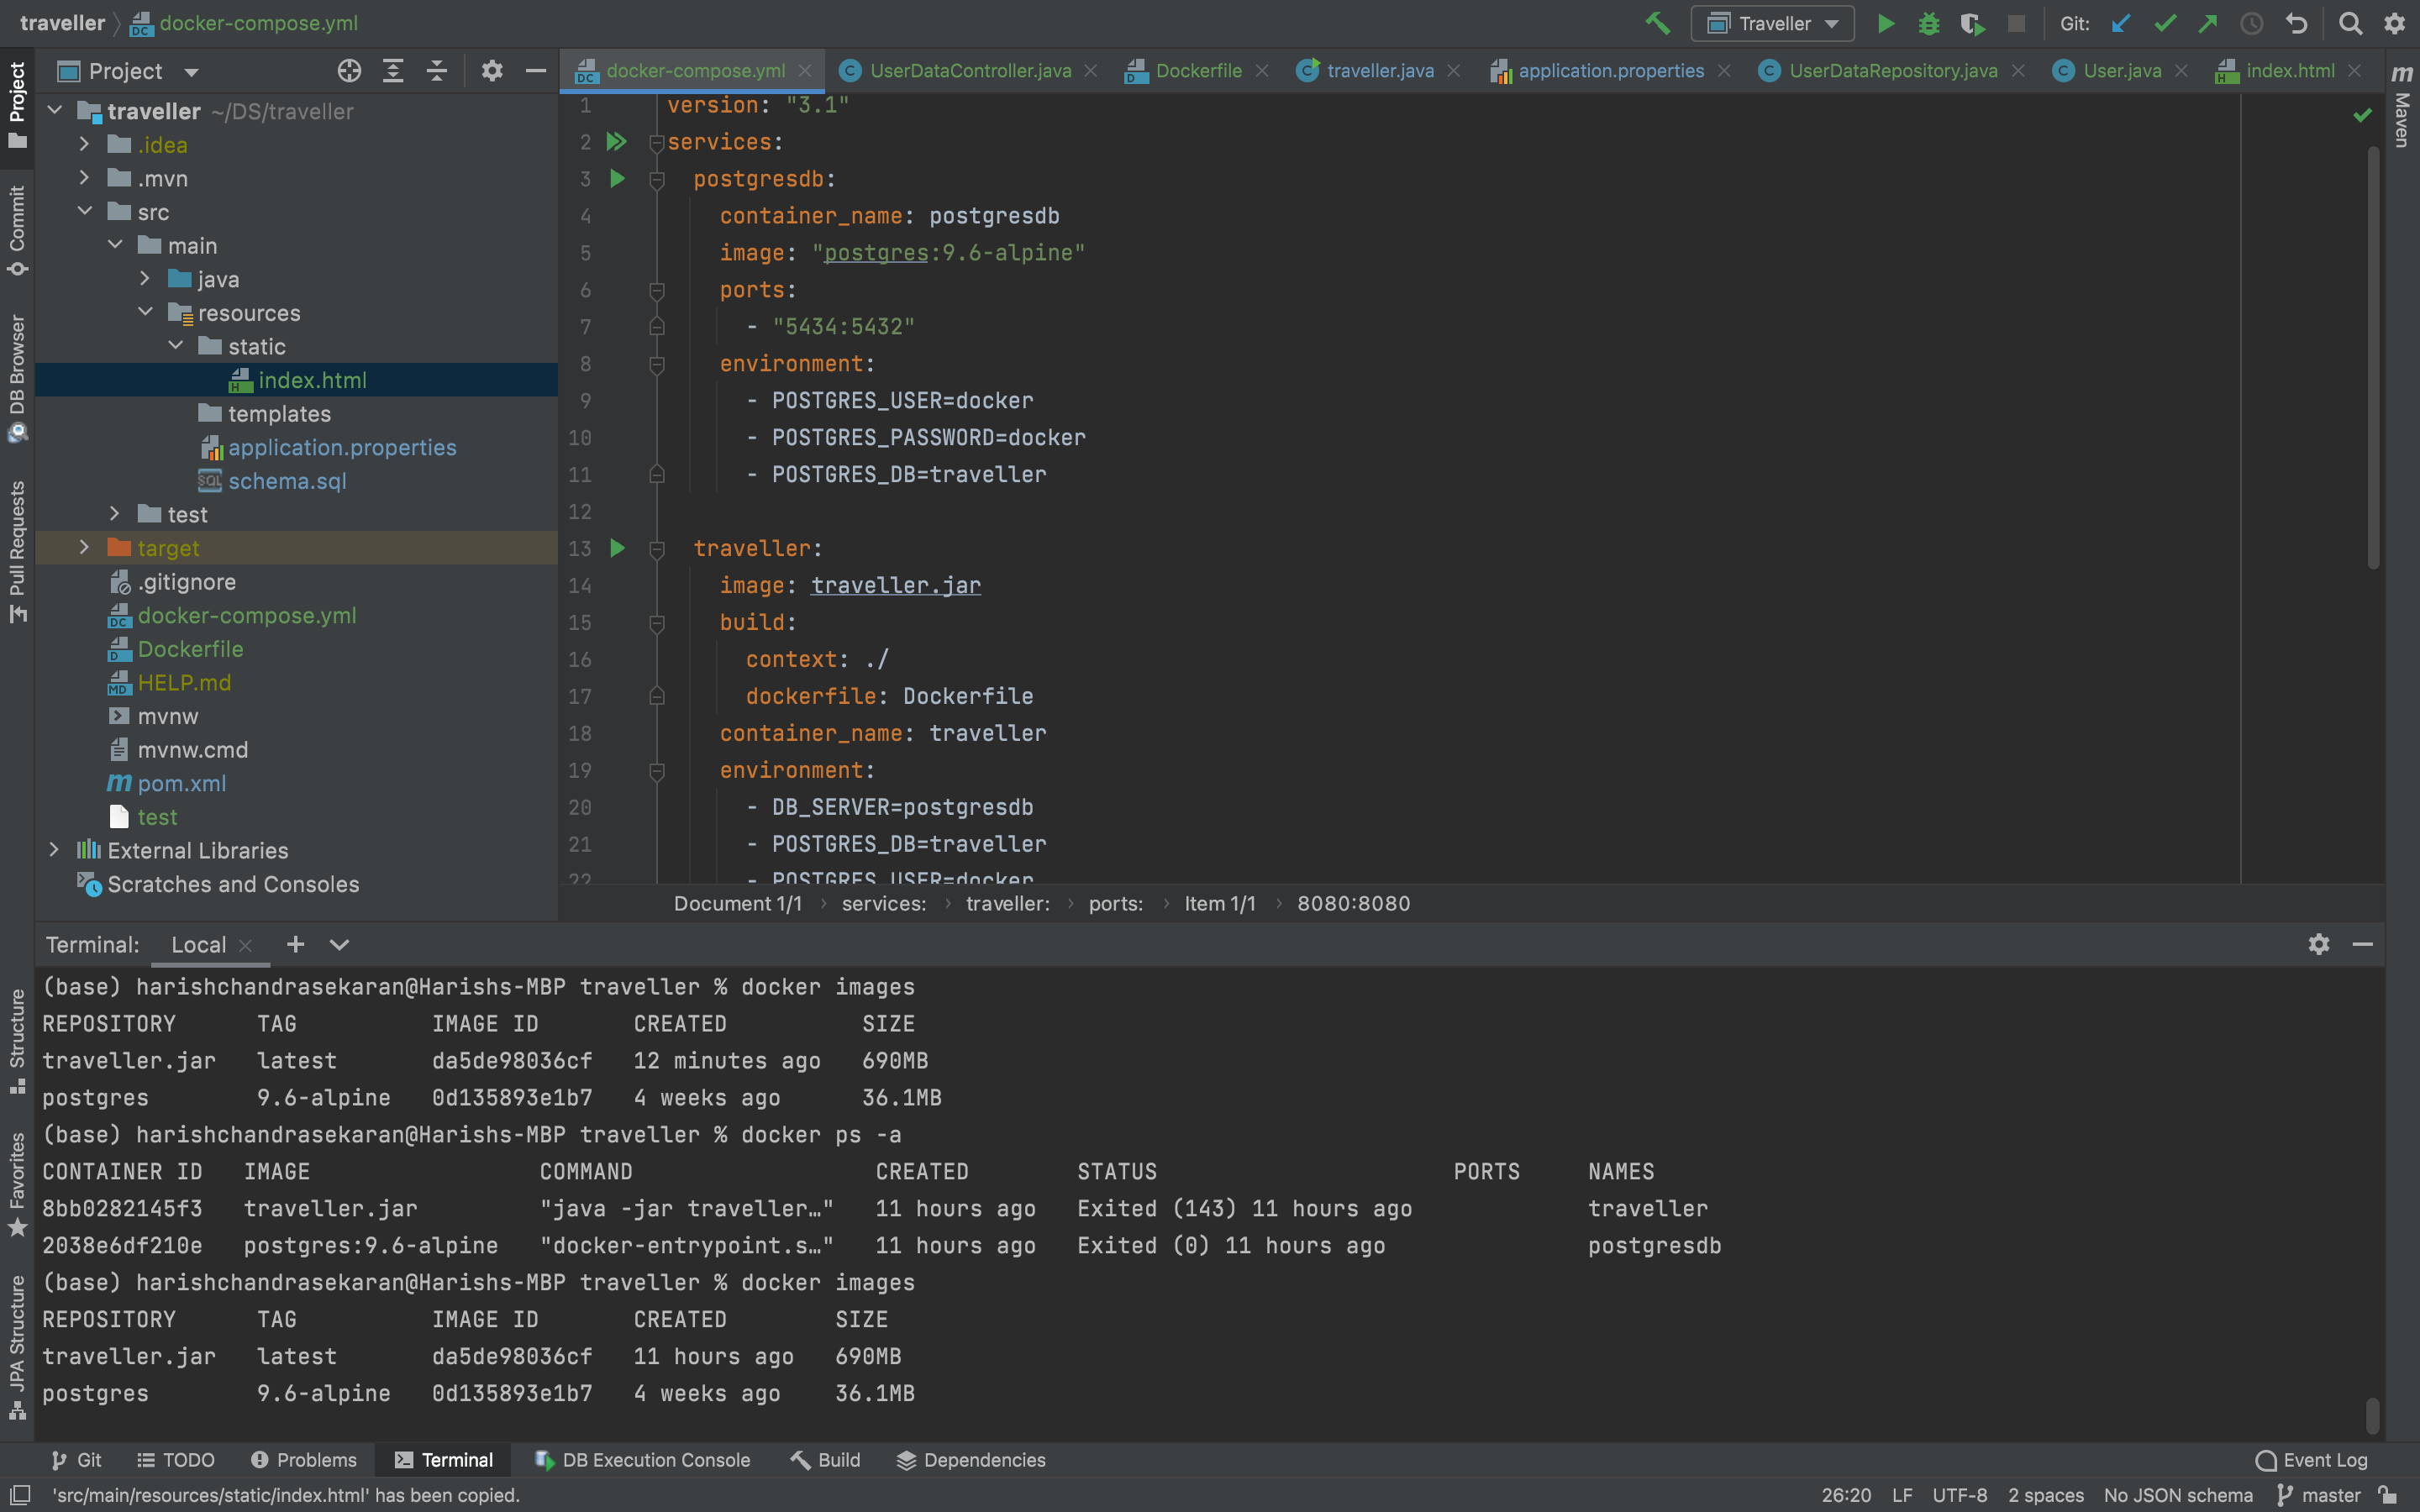 traveller docker-compose.yml
Traveller
Git:
Project
docker-compose.yml
UserDataController.java
Dockerfile
traveller.java
application.properties
UserDataRepository.java
User.java
index.html
Project
Commit
DB Browser
Pull Requests
Structure
Favorites
JPA Structure
Maven
traveller ~/DS/traveller
.idea
.mvn
src
main
java
resources
static
index.html
templates
application.properties
schema.sql
test
target
.gitignore
docker-compose.yml
Dockerfile
HELP.md
mvnw
mvnw.cmd
pom.xml
test
External Libraries
Scratches and Consoles
1 version: "3.1"
2 services:
3 postgresdb:
4 container_name: postgresdb
5 image: "postgres:9.6-alpine"
6 ports:
7 - "5434:5432"
8 environment:
9 - POSTGRES_USER=docker
10 - POSTGRES_PASSWORD=docker
11 - POSTGRES_DB=traveller
12
13 traveller:
14 image: traveller.jar
15 build:
16 context: ./
17 dockerfile: Dockerfile
18 container_name: traveller
19 environment:
20 - DB_SERVER=postgresdb
21 - POSTGRES_DB=traveller
22 - POSTGRES_USER=docker
Document 1/1 › services: › traveller: › ports: › Item 1/1 › 8080:8080
Terminal: Local
(base) harishchandrasekaran@Harishs-MBP traveller % docker images
REPOSITORY TAG IMAGE ID CREATED SIZE
traveller.jar latest da5de98036cf 12 minutes ago 690MB
postgres 9.6-alpine 0d135893e1b7 4 weeks ago 36.1MB
(base) harishchandrasekaran@Harishs-MBP traveller % docker ps -a
CONTAINER ID IMAGE COMMAND CREATED STATUS PORTS NAMES
8bb0282145f3 traveller.jar "java -jar traveller…" 11 hours ago Exited (143) 11 hours ago traveller
2038e6df210e postgres:9.6-alpine "docker-entrypoint.s…" 11 hours ago Exited (0) 11 hours ago postgresdb
(base) harishchandrasekaran@Harishs-MBP traveller % docker images
REPOSITORY TAG IMAGE ID CREATED SIZE
traveller.jar latest da5de98036cf 11 hours ago 690MB
postgres 9.6-alpine 0d135893e1b7 4 weeks ago 36.1MB
Git TODO Problems Terminal DB Execution Console Build Dependencies Event Log
'src/main/resources/static/index.html' has been copied. 26:20 LF UTF-8 2 spaces No JSON schema master